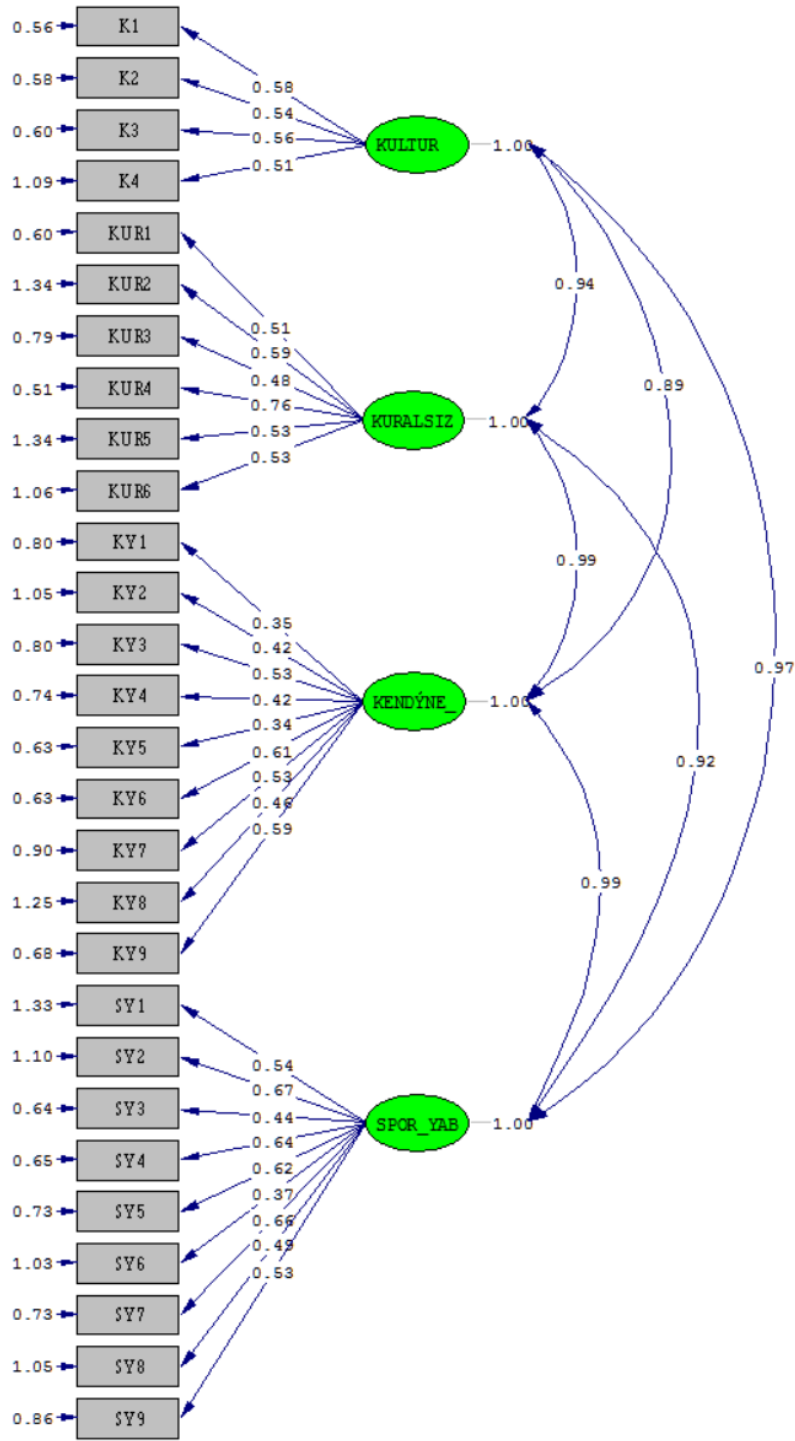 0.56 K1
0.58 K2
0.58
0.54
0.60 K3
0.56
KULTUR 1.00
0.51
1.09 K4
0.60 KUR1
1.34 KUR2
0.94
0.79 KUR3
0.51
0.59
0.48
0.51 KUR4
0.89
0.76
KURALSIZ 1.00
0.53
1.34 KUR5
0.53
1.06 KUR6
0.80 KY1
0.99
1.05 KY2
0.35
0.42
0.80 KY3
0.53
0.97
0.74 KY4
0.42
KENDÝNE_ 1.00
0.34
0.63 KY5
0.61
0.92
0.53
0.63 KY6
0.46
0.59
0.90 KY7
0.99
1.25 KY8
0.68 KY9
1.33 SY1
1.10 SY2
0.54
0.67
0.64 SY3
0.44
SPOR_YAB 1.00
0.64
0.65 SY4
0.62
0.37
0.73 SY5
0.66
0.49
1.03 SY6
0.53
0.73 SY7
1.05 SY8
0.86 SY9